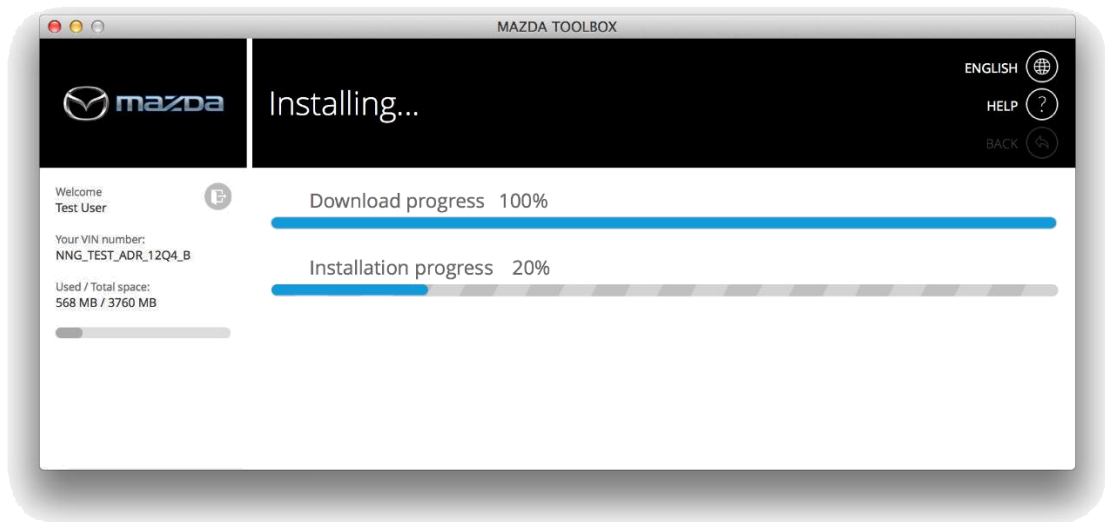 MAZDA TOOLBOX
mazda
Installing...
ENGLISH
HELP ?
BACK
Welcome
Test User
Your VIN number:
NNG_TEST_ADR_12Q4_B
Used / Total space:
568 MB / 3760 MB
Download progress 100%
Installation progress 20%